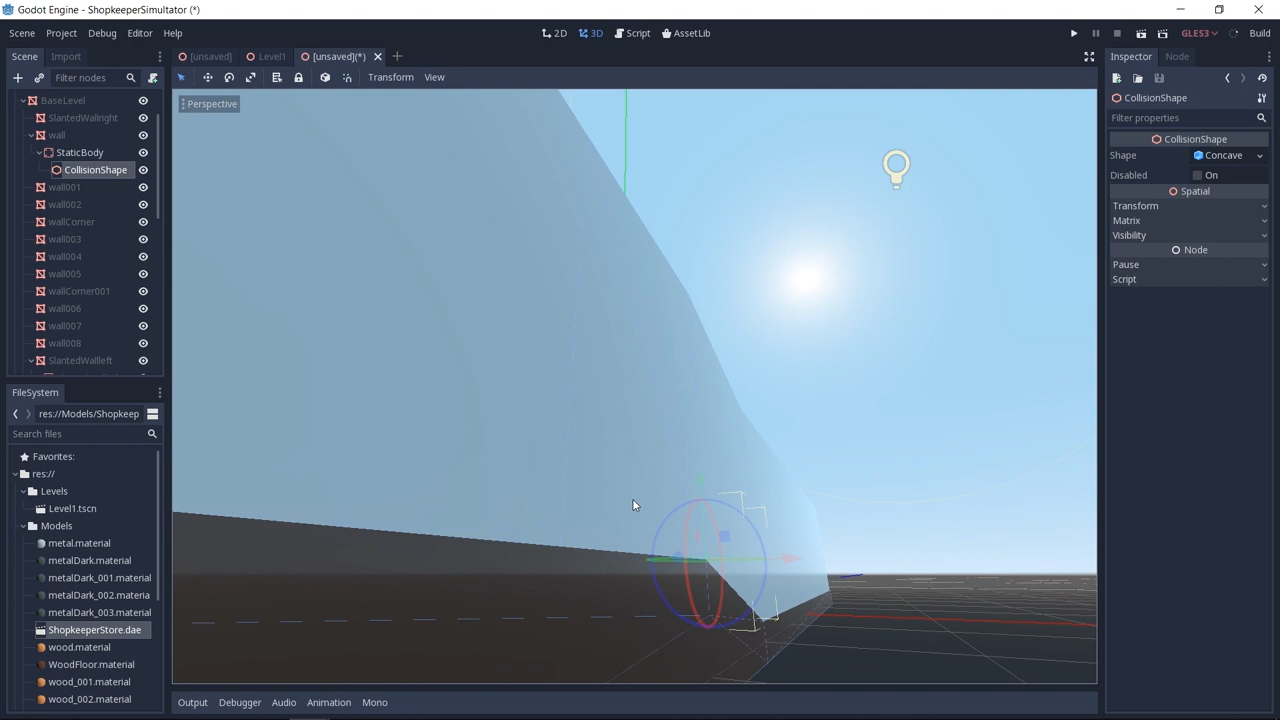 Godot Engine - ShopkeeperSimultator (*)
Scene Project Debug Editor Help
2D 3D Script AssetLib
GLES3 Build
Scene Import
[unsaved] Level1 [unsaved](*)
Inspector Node
Filter nodes
Transform View
Perspective
BaseLevel
SlantedWallright
wall
StaticBody
CollisionShape
wall001
wall002
wallCorner
wall003
wall004
wall005
wallCorner001
wall006
wall007
wall008
SlantedWallleft
FileSystem
res://Models/Shopkeep
Search files
Favorites:
res://
Levels
Level1.tscn
Models
metal.material
metalDark.material
metalDark_001.material
metalDark_002.materia
metalDark_003.material
ShopkeeperStore.dae
wood.material
WoodFloor.material
wood_001.material
wood_002.material
Output Debugger Audio Animation Mono
CollisionShape
Filter properties
CollisionShape
Shape Concave
Disabled On
Spatial
Transform
Matrix
Visibility
Node
Pause
Script